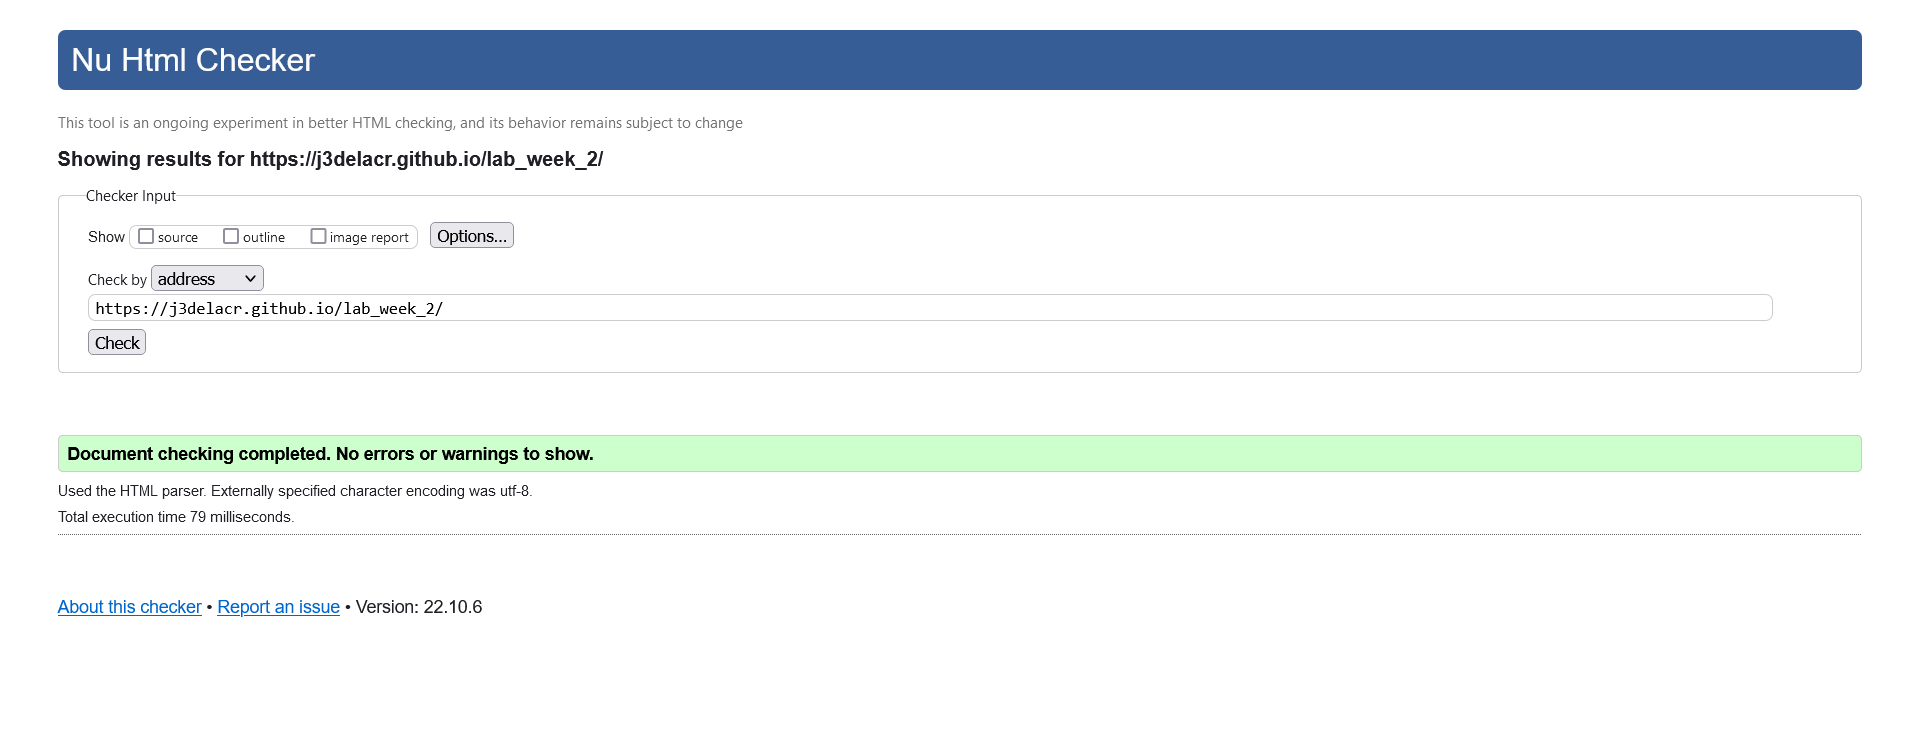 Nu Html Checker
This tool is an ongoing experiment in better HTML checking, and its behavior remains subject to change
Showing results for https://j3delacr.github.io/lab_week_2/
Checker Input
Show source outline image report Options...
Check by address
https://j3delacr.github.io/lab_week_2/
Check
Document checking completed. No errors or warnings to show.
Used the HTML parser. Externally specified character encoding was utf-8.
Total execution time 79 milliseconds.
About this checker • Report an issue • Version: 22.10.6